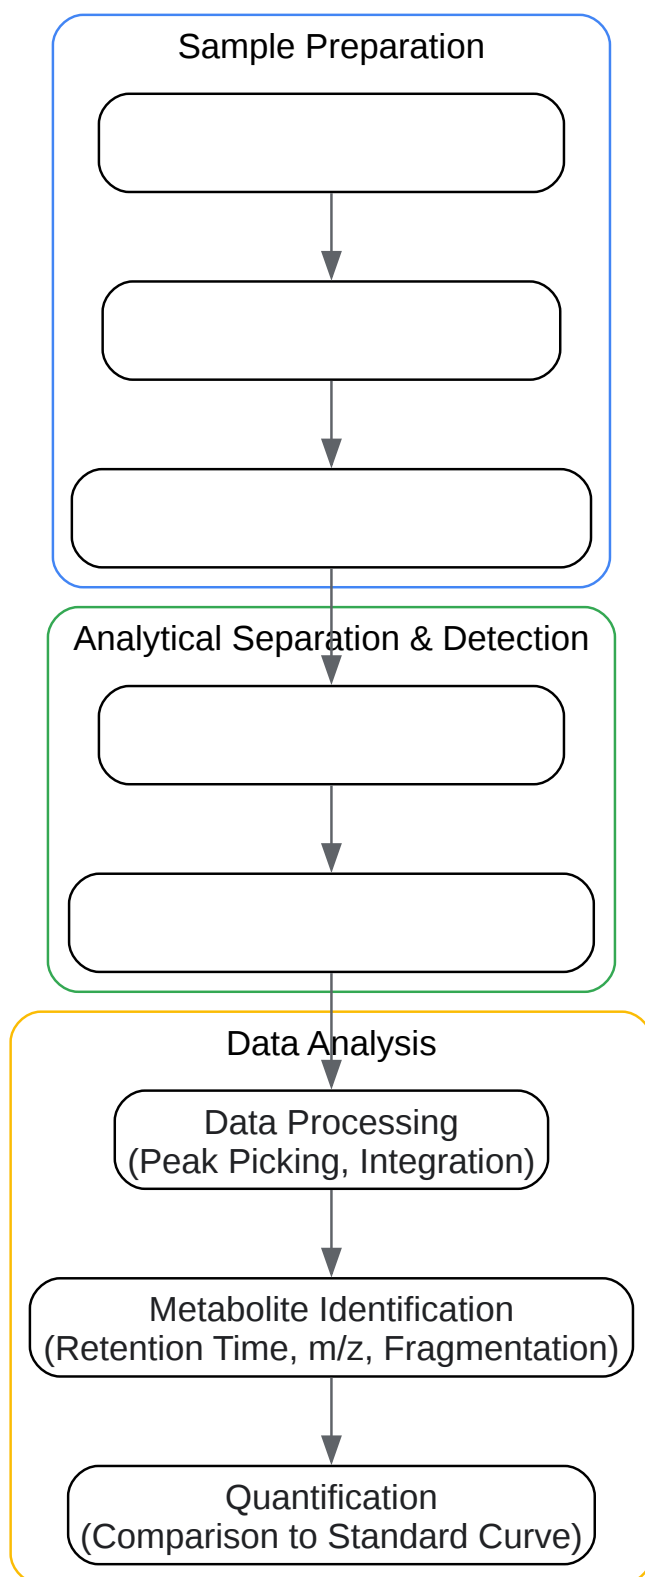 Sample Preparation
Analytical Separation & Detection
Data Analysis
Data Processing
(Peak Picking, Integration)
Metabolite Identification
(Retention Time, m/z, Fragmentation)
Quantification
(Comparison to Standard Curve)